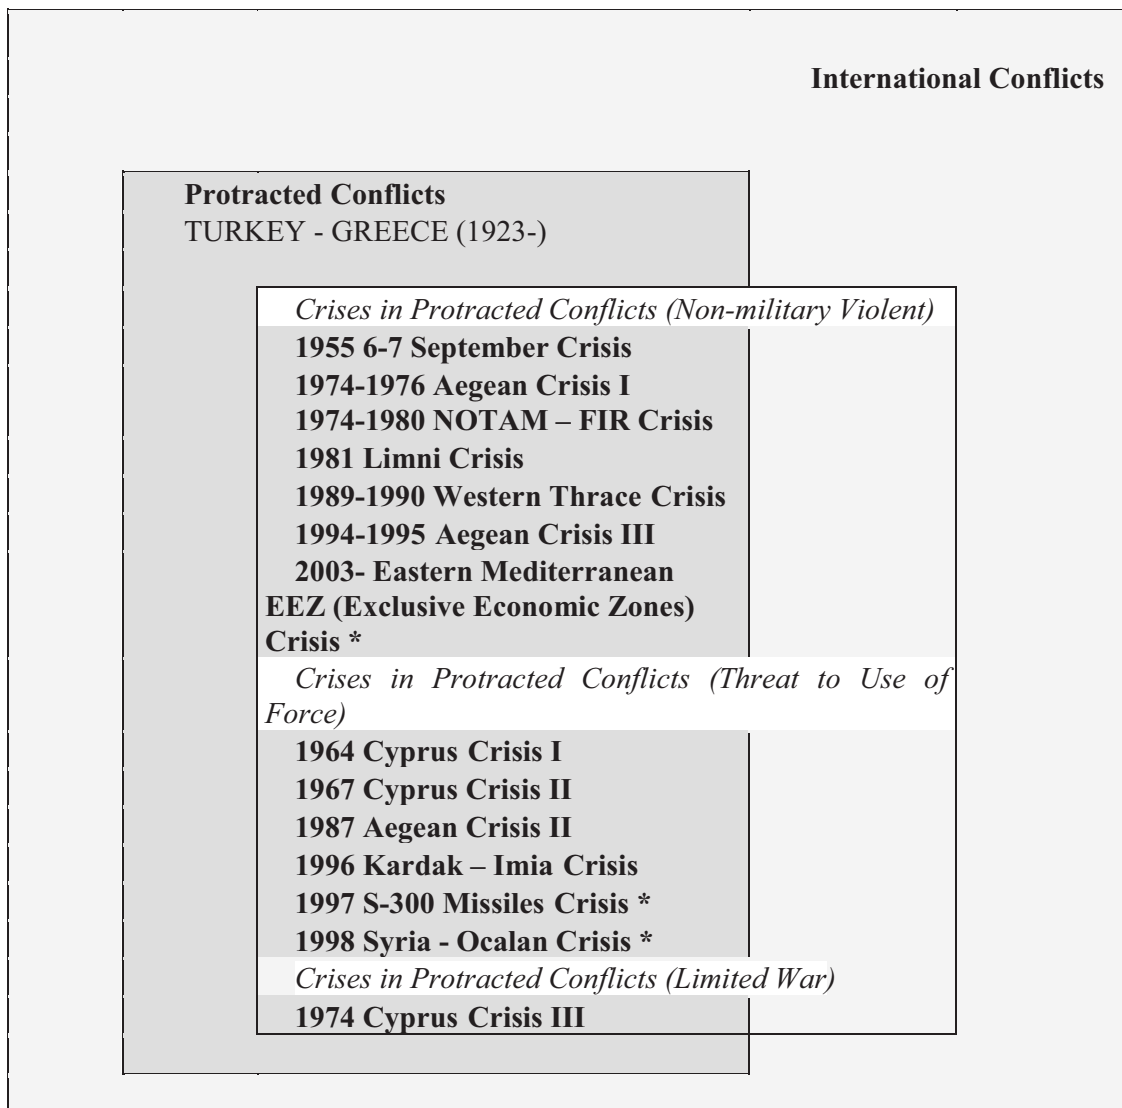 International Conflicts
Protracted Conflicts
TURKEY - GREECE (1923-)
Crises in Protracted Conflicts (Non-military Violent)
1955 6-7 September Crisis
1974-1976 Aegean Crisis I
1974-1980 NOTAM – FIR Crisis
1981 Limni Crisis
1989-1990 Western Thrace Crisis
1994-1995 Aegean Crisis III
2003- Eastern Mediterranean
EEZ (Exclusive Economic Zones)
Crisis *
Crises in Protracted Conflicts (Threat to Use of
Force)
1964 Cyprus Crisis I
1967 Cyprus Crisis II
1987 Aegean Crisis II
1996 Kardak – Imia Crisis
1997 S-300 Missiles Crisis *
1998 Syria - Ocalan Crisis *
Crises in Protracted Conflicts (Limited War)
1974 Cyprus Crisis III